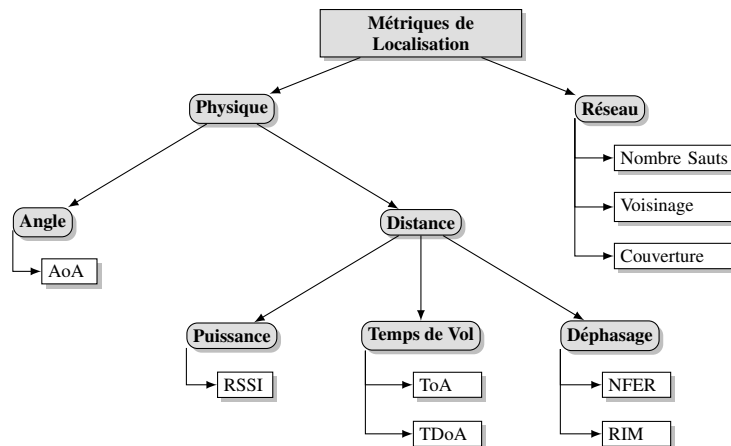 Métriques de
Localisation
Physique
Réseau
Nombre Sauts
Voisinage
Couverture
Angle
AoA
Distance
Puissance
RSSI
Temps de Vol
ToA
TDoA
Déphasage
NFER
RIM